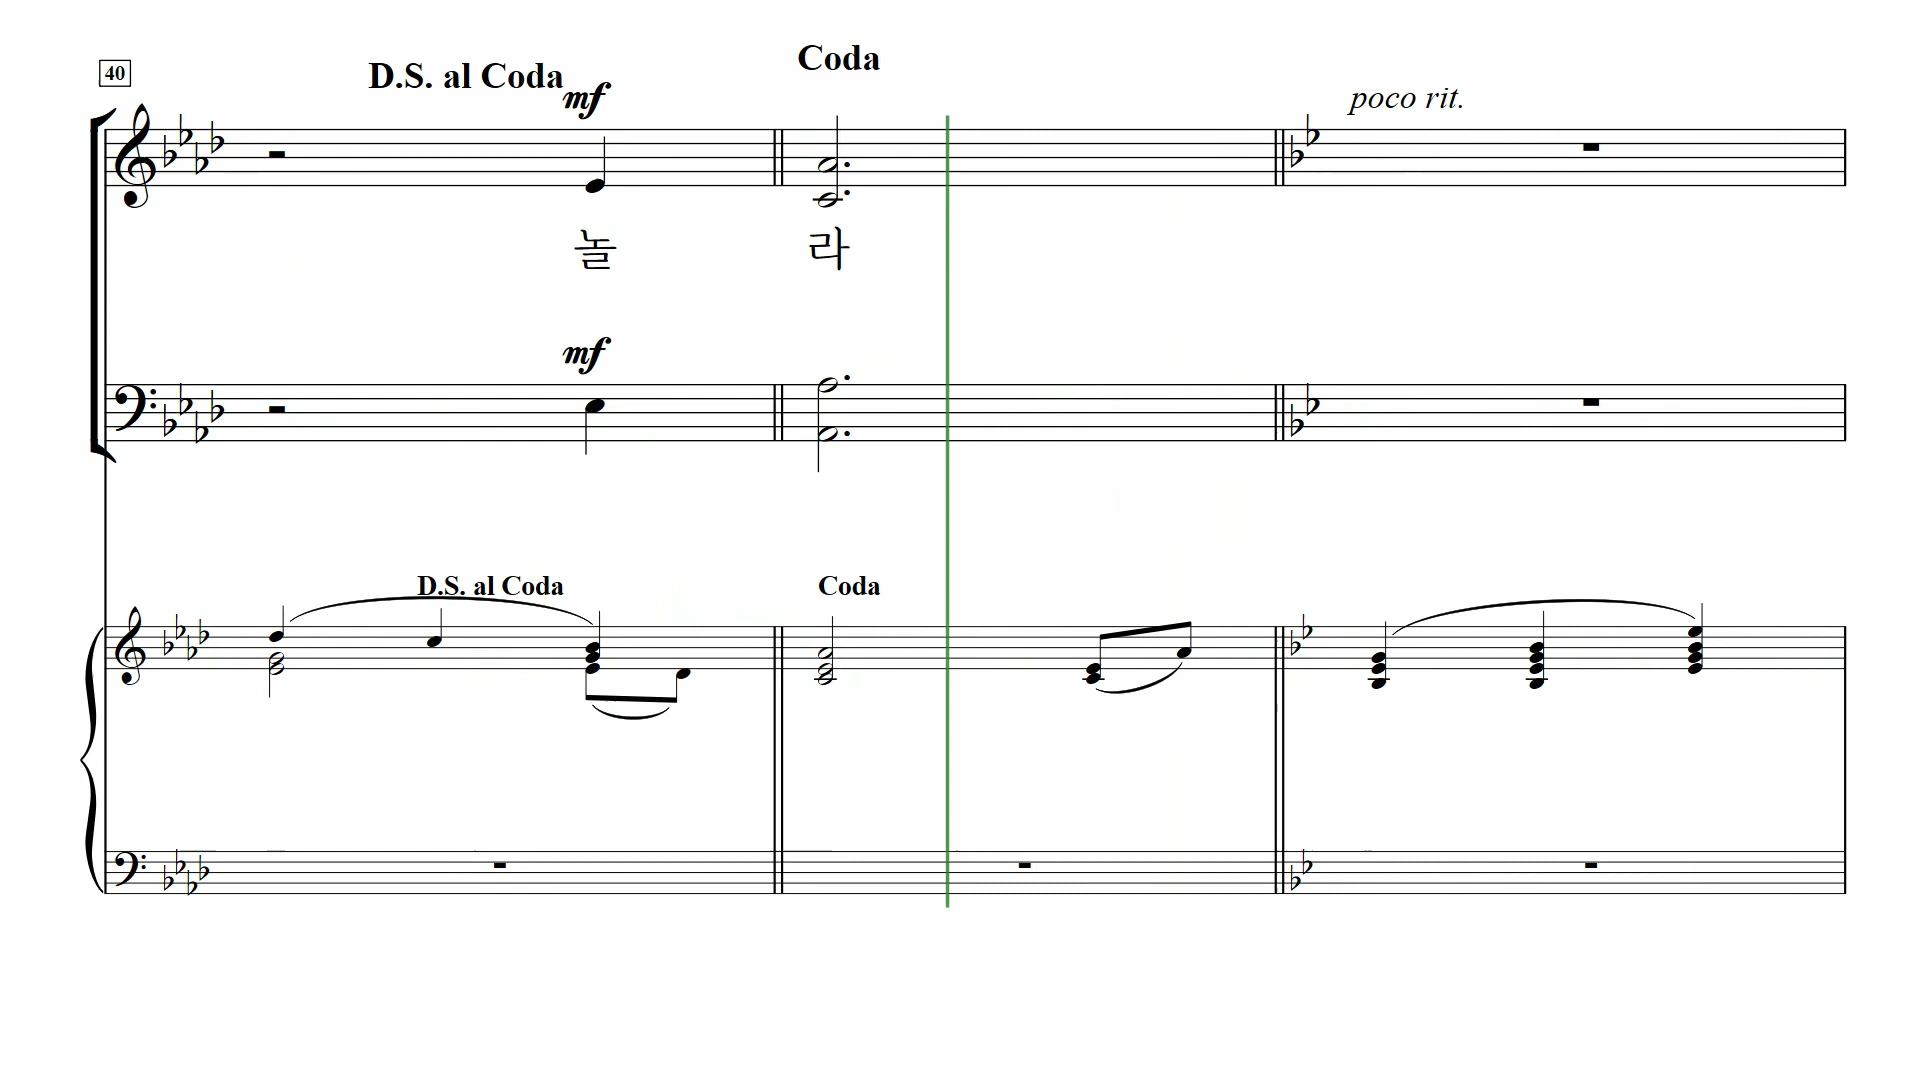 40
D.S. al Coda
mf
Coda
poco rit.
놀 라
mf
D.S. al Coda
Coda